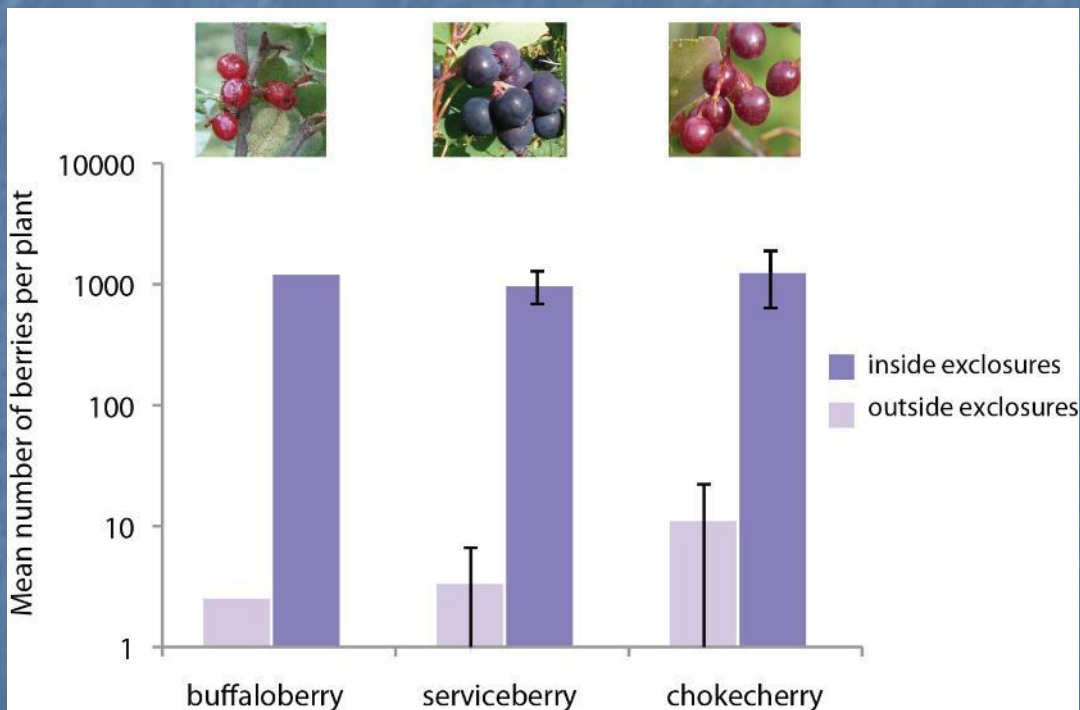 10000
1000
100
10
1
Mean number of berries per plant
inside exclosures
outside exclosures
buffaloberry
serviceberry
chokecherry